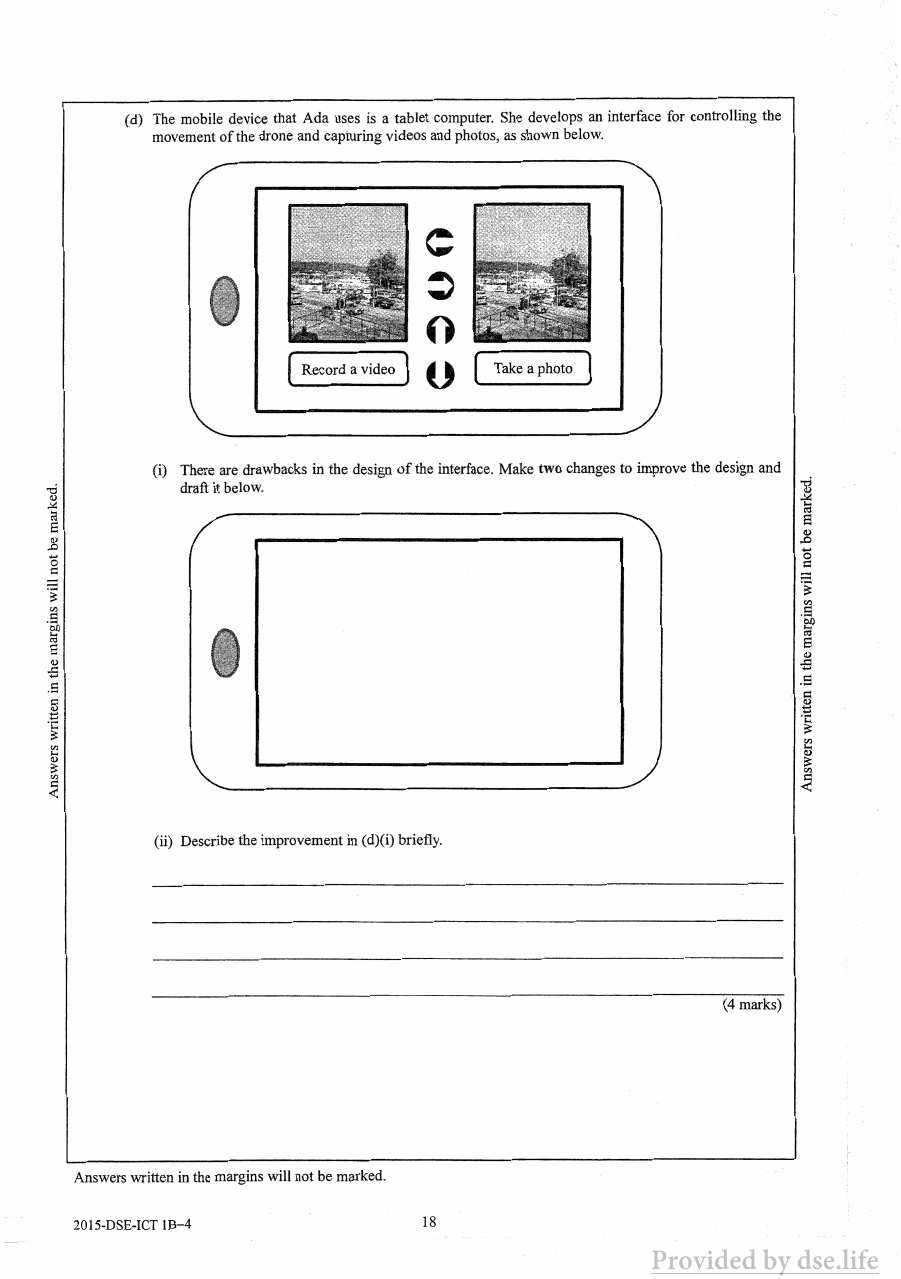 (d) The mobile device that Ada uses is a tablet computer. She develops an interface for controlling the
movement of the drone and capturing videos and photos, as shown below.
Record a video
Take a photo
(i) There are drawbacks in the design of the interface. Make two changes to improve the design and
draft it below.
Answers written in the margins will not be marked.
Answers written in the margins will not be marked.
(ii) Describe the improvement in (d)(i) briefly.
(4 marks)
Answers written in the margins will not be marked.
2015-DSE-ICT 1B–4
18
Provided by dse.life